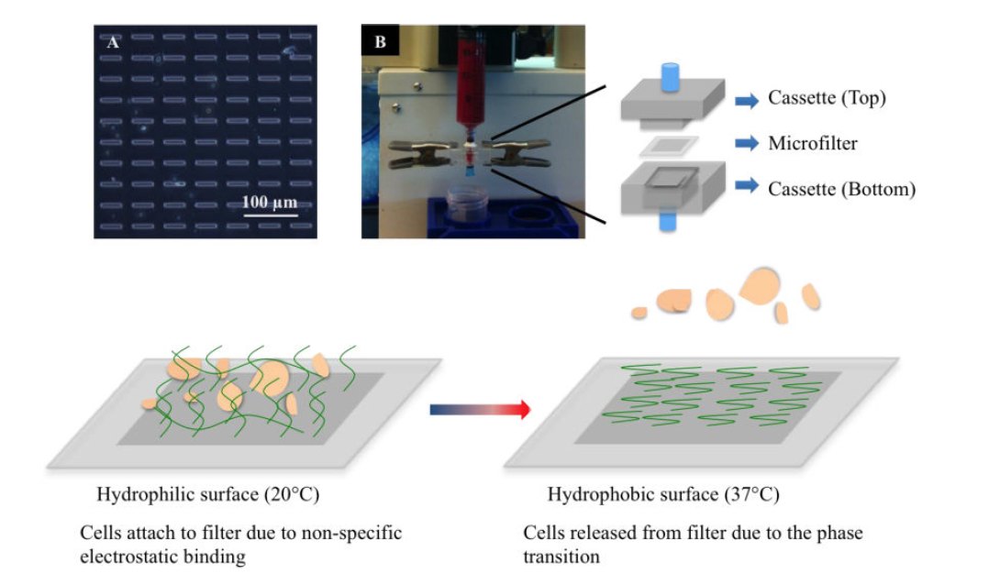 A
B
100 µm
Cassette (Top)
Microfilter
Cassette (Bottom)
Hydrophilic surface (20°C)
Hydrophobic surface (37°C)
Cells attach to filter due to non-specific
electrostatic binding
Cells released from filter due to the phase
transition